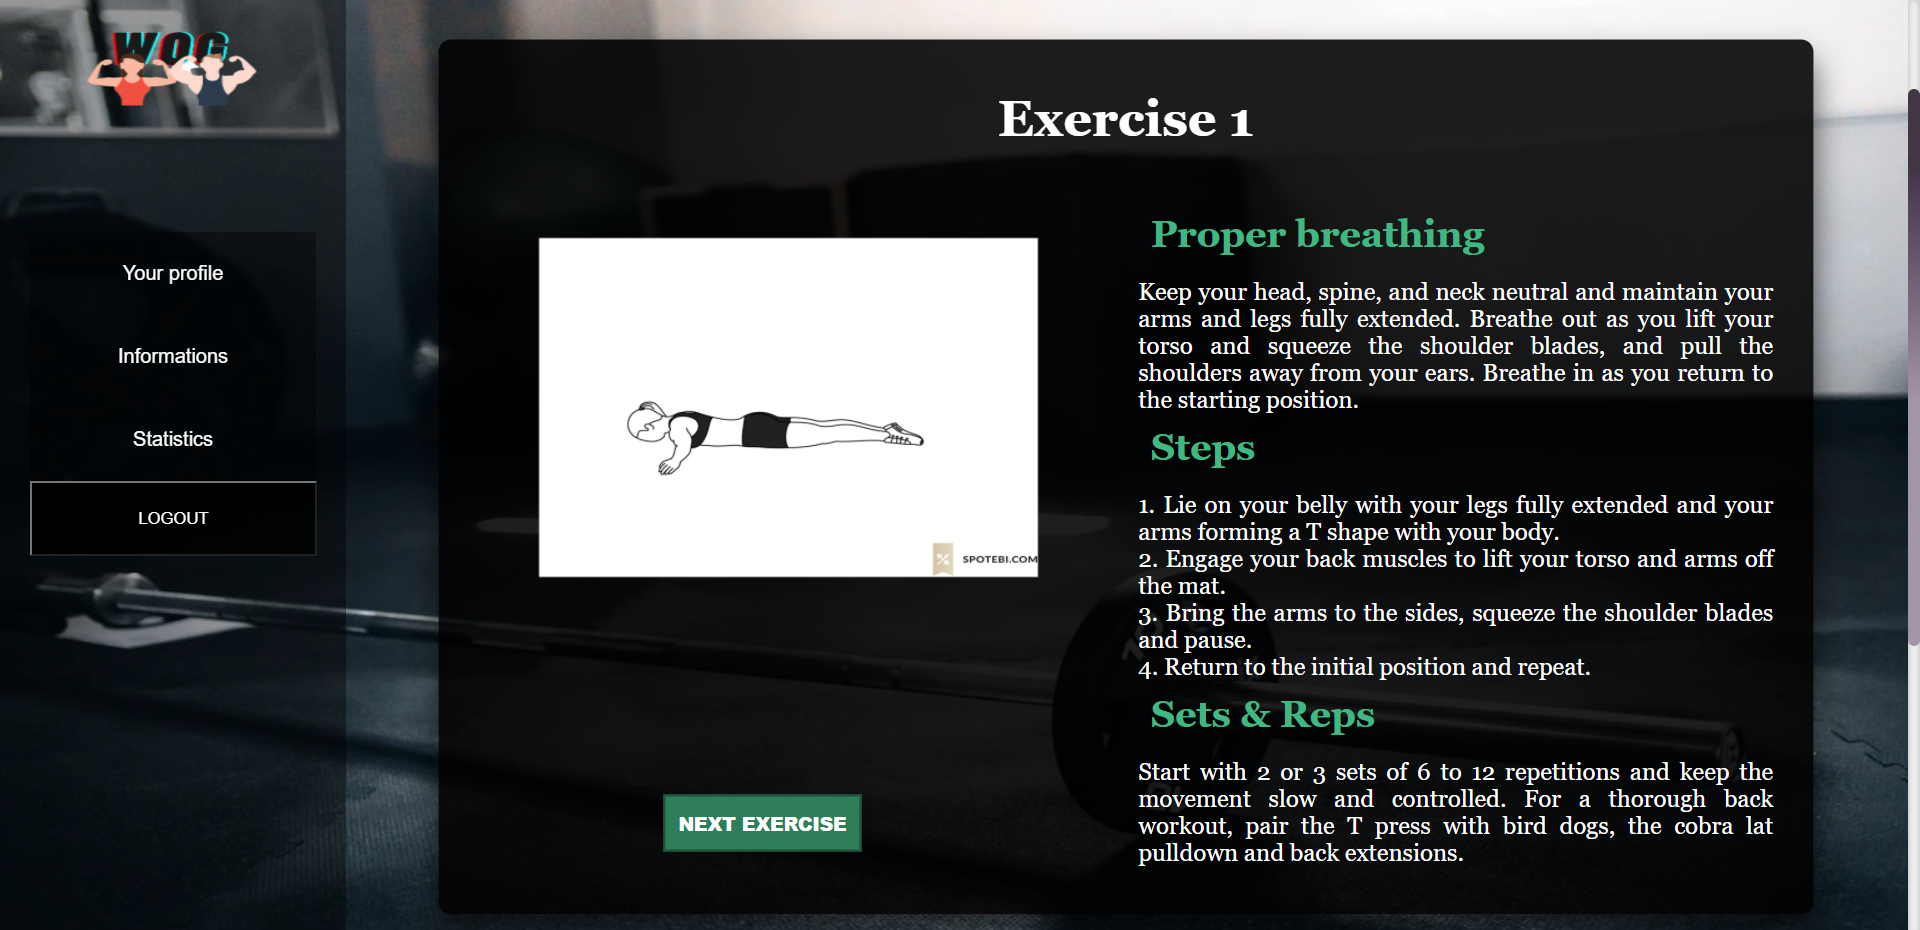 WOG
Your profile
Informations
Statistics
LOGOUT
Exercise 1
SPOTEBI.COM
NEXT EXERCISE
Proper breathing
Keep your head, spine, and neck neutral and maintain your
arms and legs fully extended. Breathe out as you lift your
torso and squeeze the shoulder blades, and pull the
shoulders away from your ears. Breathe in as you return to
the starting position.
Steps
1. Lie on your belly with your legs fully extended and your
arms forming a T shape with your body.
2. Engage your back muscles to lift your torso and arms off
the mat.
3. Bring the arms to the sides, squeeze the shoulder blades
and pause.
4. Return to the initial position and repeat.
Sets & Reps
Start with 2 or 3 sets of 6 to 12 repetitions and keep the
movement slow and controlled. For a thorough back
workout, pair the T press with bird dogs, the cobra lat
pulldown and back extensions.